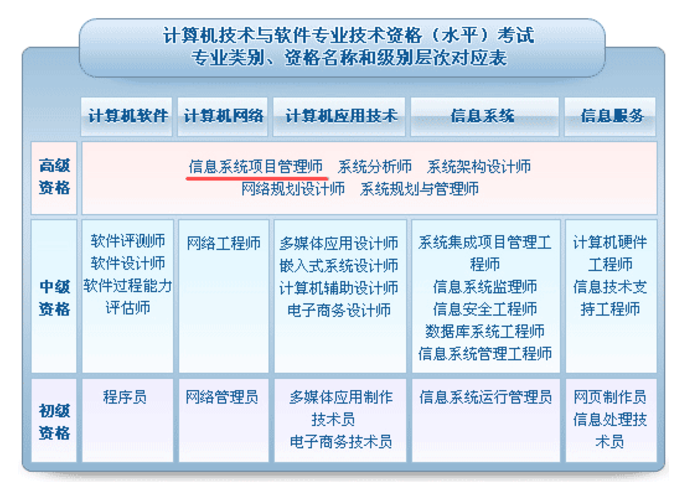 计算机技术与软件专业技术资格（水平）考试
专业类别、资格名称和级别层次对应表
计算机软件 计算机网络 计算机应用技术 信息系统 信息服务
高级
资格
信息系统项目管理师 系统分析师 系统架构设计师
网络规划设计师 系统规划与管理师
中级
资格
软件评测师
软件设计师
软件过程能力
评估师
网络工程师
多媒体应用设计师
嵌入式系统设计师
计算机辅助设计师
电子商务设计师
系统集成项目管理工
程师
信息系统监理师
信息安全工程师
数据库系统工程师
信息系统管理工程师
计算机硬件
工程师
信息技术支
持工程师
初级
资格
程序员
网络管理员
多媒体应用制作
技术员
电子商务技术员
信息系统运行管理员
网页制作员
信息处理技
术员